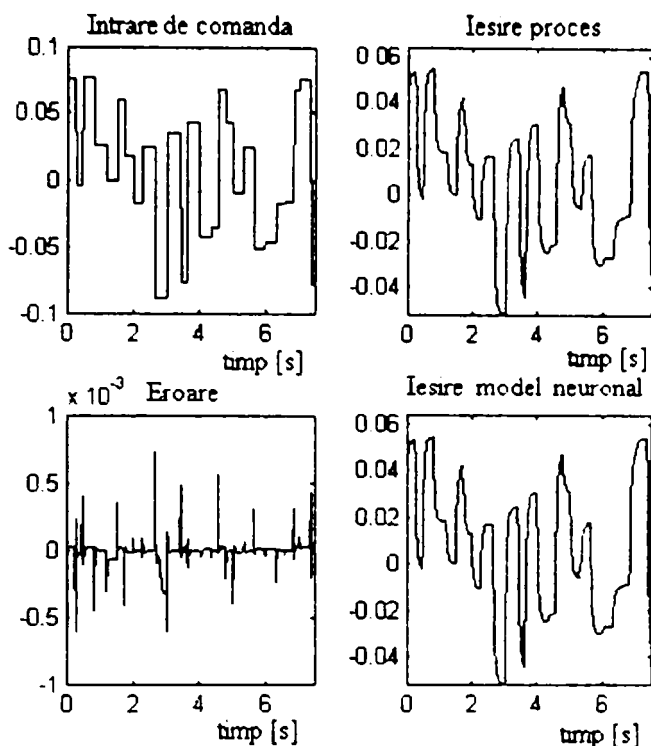 Intrare de comanda
0.1
0.05
0
-0.05
-0.1
0 2 4 6
timp [s]
Iesire proces
0.06
0.04
0.02
0
-0.02
-0.04
0 2 4 6
timp [s]
x 10^-3 Eroare
1
0.5
0
-0.5
-1
0 2 4 6
timp [s]
Iesire model neuronal
0.06
0.04
0.02
0
-0.02
-0.04
0 2 4 6
timp [s]